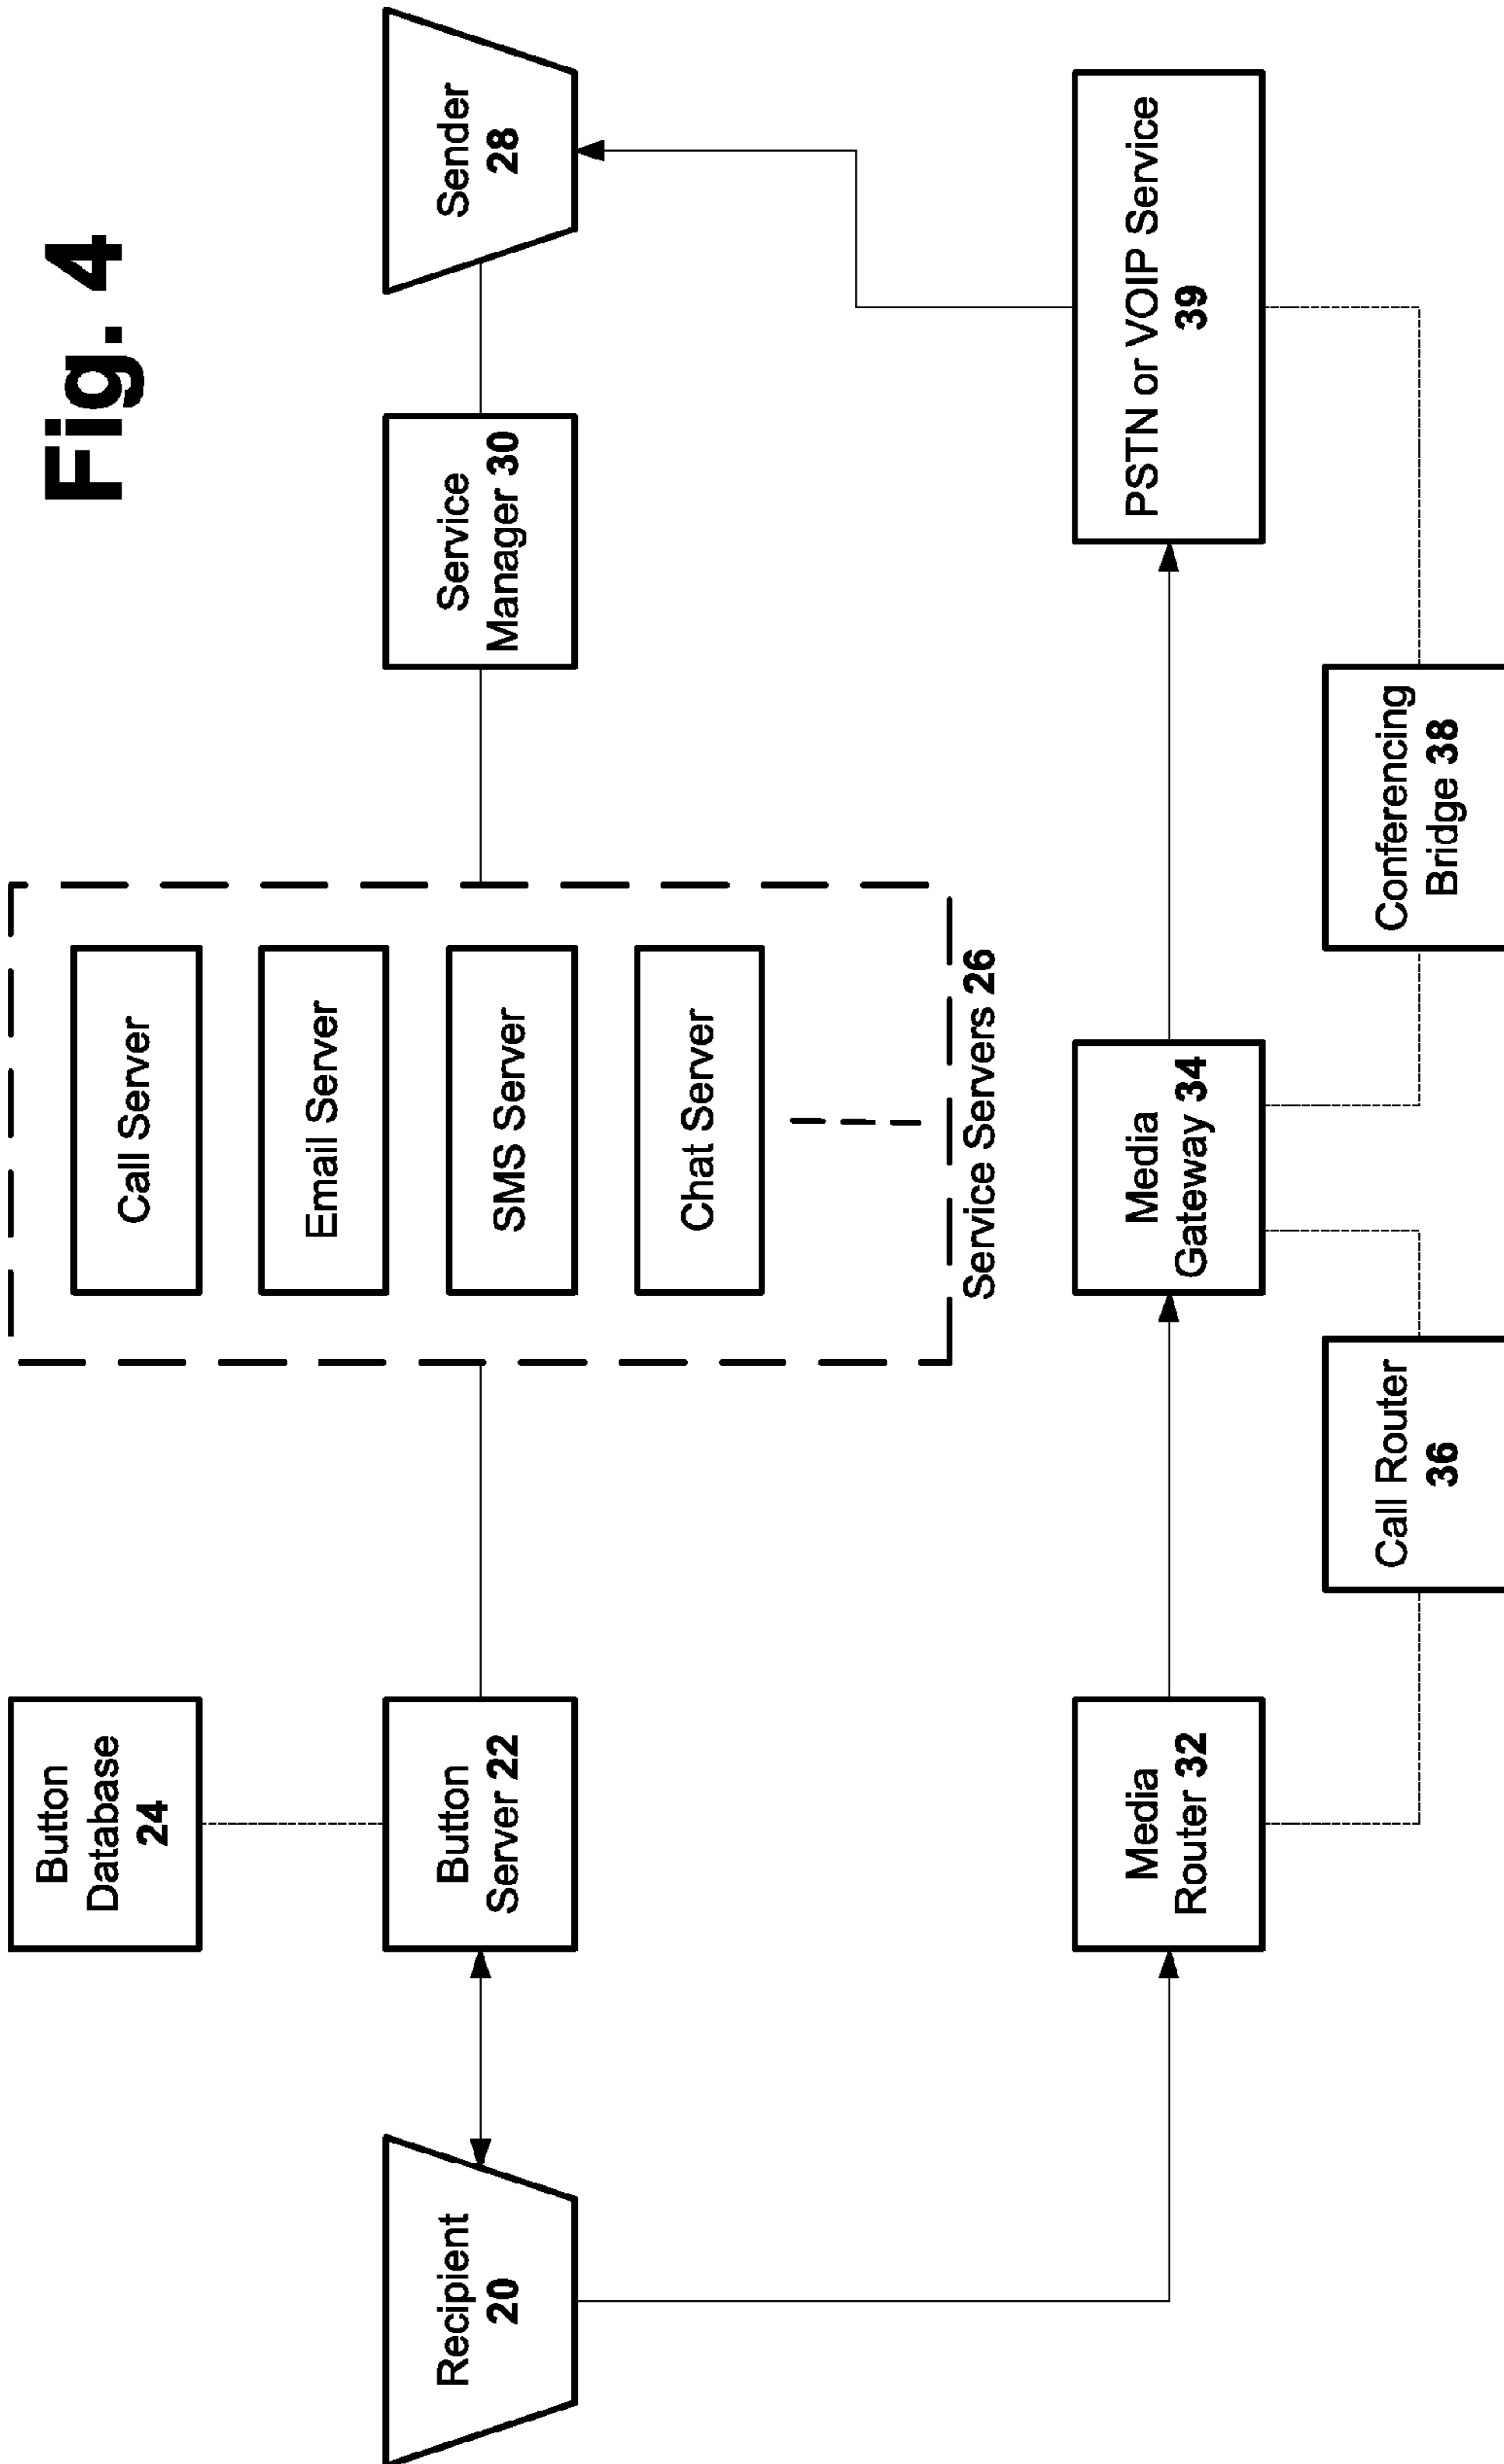 Fig. 4
Button
Database
24
Call Server
Email Server
SMS Server
Chat Server
Service Servers 26
Recipient
20
Button
Server 22
Service
Manager 30
Sender
28
Media
Router 32
Media
Gateway 34
PSTN or VOIP Service
39
Call Router
36
Conferencing
Bridge 38